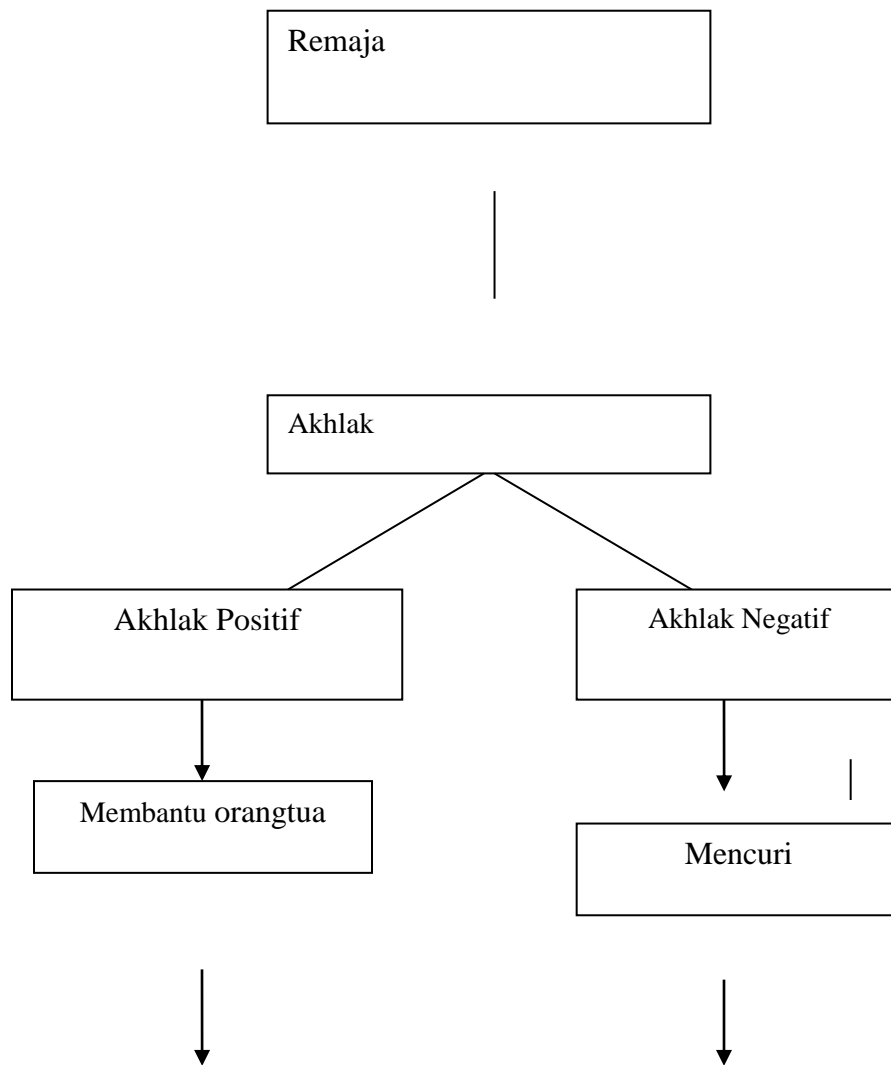 Remaja
Akhlak
Akhlak Positif
Akhlak Negatif
Membantu orangtua
Mencuri